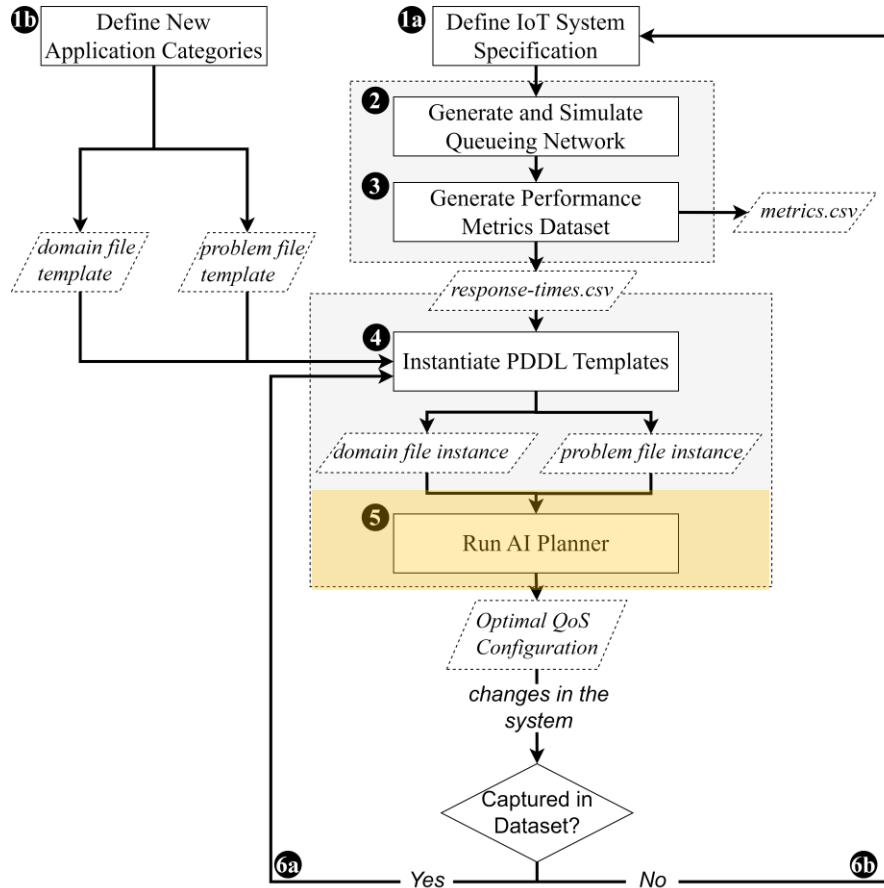 1b
Define New
Application Categories
1a
Define IoT System
Specification
2
Generate and Simulate
Queueing Network
3
Generate Performance
Metrics Dataset
metrics.csv
domain file
template
problem file
template
response-times.csv
4
Instantiate PDDL Templates
domain file instance
problem file instance
5
Run AI Planner
Optimal QoS
Configuration
changes in the
system
Captured in
Dataset?
6a
Yes
No
6b